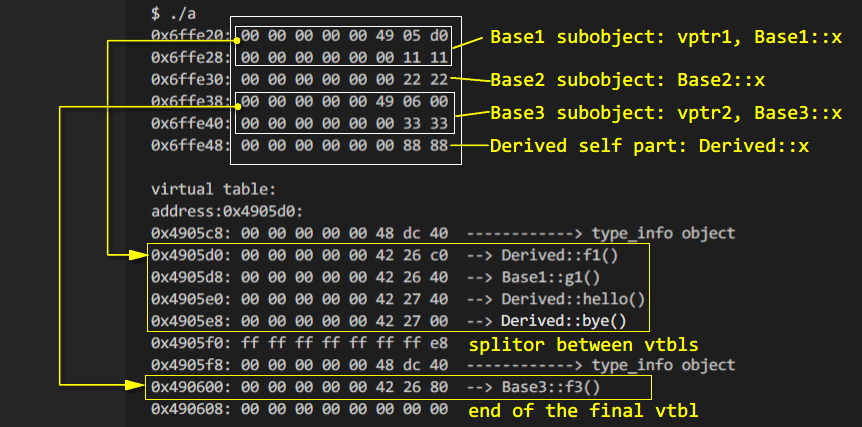 $ ./a
0x6ffe20: 00 00 00 00 00 49 05 d0 Base1 subobject: vptr1, Base1::x
0x6ffe28: 00 00 00 00 00 00 11 11
0x6ffe30: 00 00 00 00 00 00 22 22 Base2 subobject: Base2::x
0x6ffe38: 00 00 00 00 00 49 06 00 Base3 subobject: vptr2, Base3::x
0x6ffe40: 00 00 00 00 00 00 33 33
0x6ffe48: 00 00 00 00 00 00 88 88 Derived self part: Derived::x
virtual table:
address:0x4905d0:
0x4905c8: 00 00 00 00 00 48 dc 40 ------------> type_info object
0x4905d0: 00 00 00 00 00 42 26 c0 --> Derived::f1()
0x4905d8: 00 00 00 00 00 42 26 40 --> Base1::g1()
0x4905e0: 00 00 00 00 00 42 27 40 --> Derived::hello()
0x4905e8: 00 00 00 00 00 42 27 00 --> Derived::bye()
0x4905f0: ff ff ff ff ff ff ff e8 splitor between vtbls
0x4905f8: 00 00 00 00 00 48 dc 40 ------------> type_info object
0x490600: 00 00 00 00 00 42 26 80 --> Base3::f3()
0x490608: 00 00 00 00 00 00 00 00 end of the final vtbl